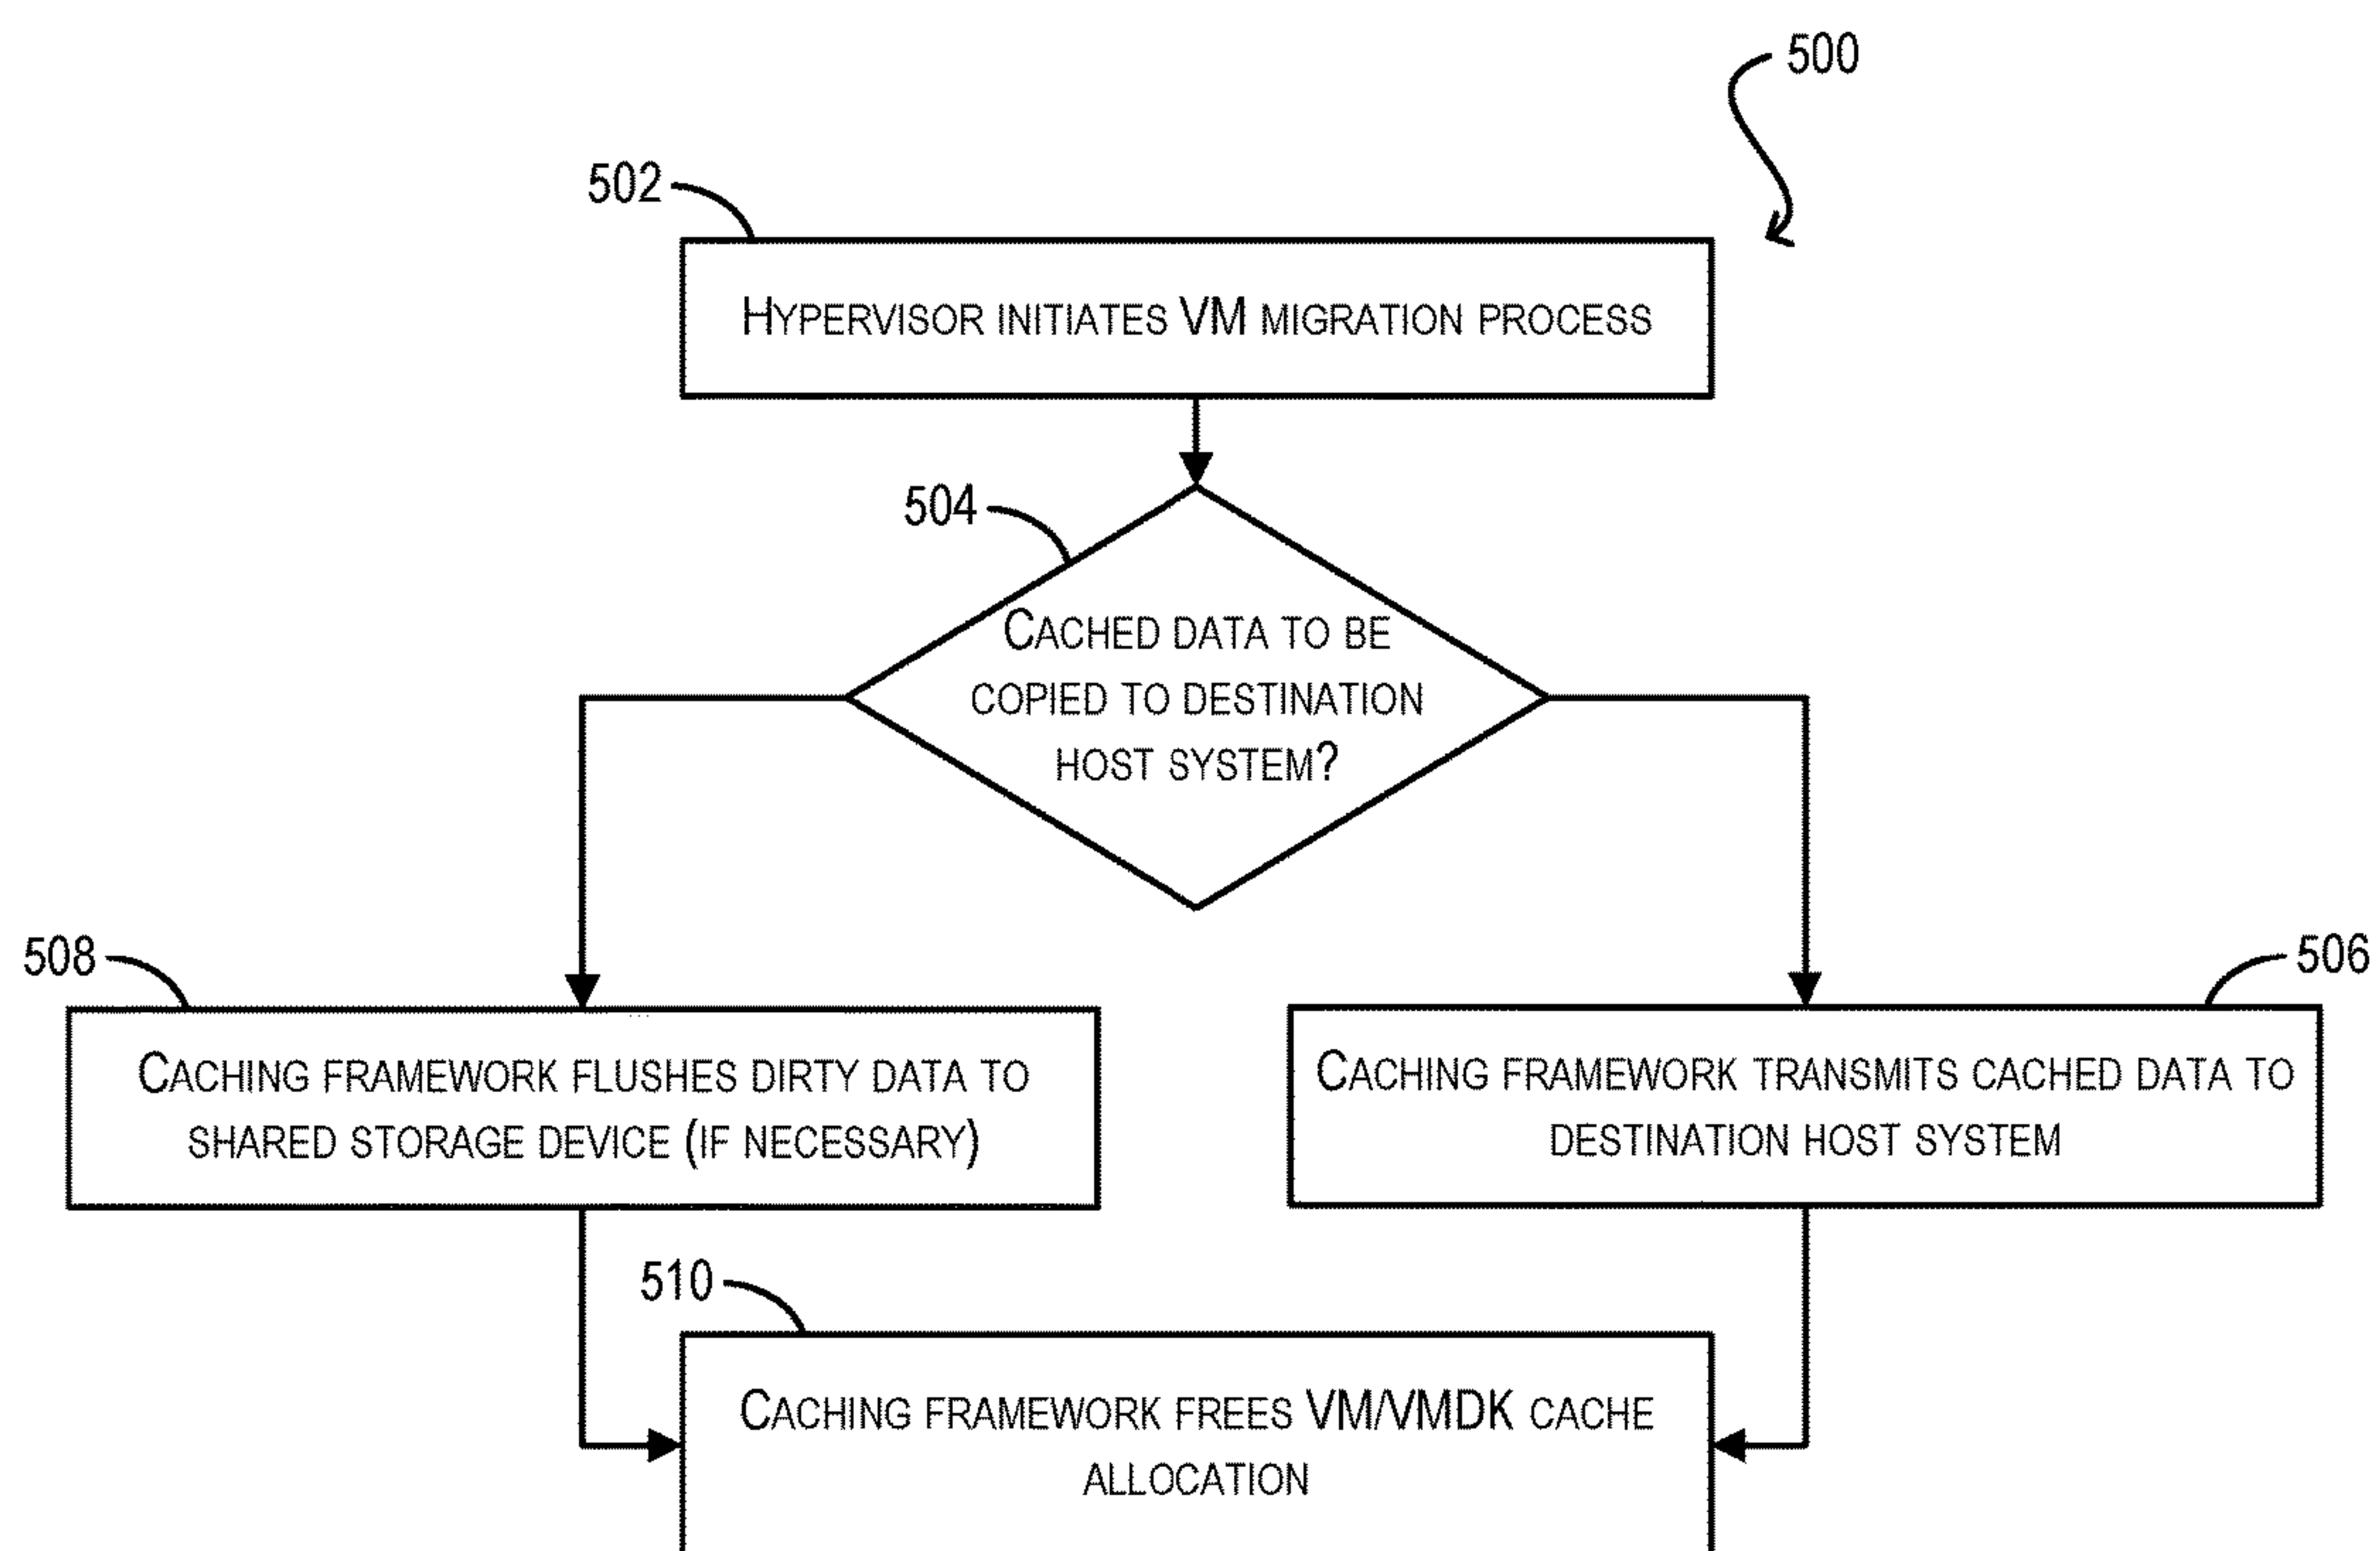 500
502
HYPERVISOR INITIATES VM MIGRATION PROCESS
504
CACHED DATA TO BE
COPIED TO DESTINATION
HOST SYSTEM?
508
506
CACHING FRAMEWORK FLUSHES DIRTY DATA TO
SHARED STORAGE DEVICE (IF NECESSARY)
CACHING FRAMEWORK TRANSMITS CACHED DATA TO
DESTINATION HOST SYSTEM
510
CACHING FRAMEWORK FREES VM/VMDK CACHE
ALLOCATION